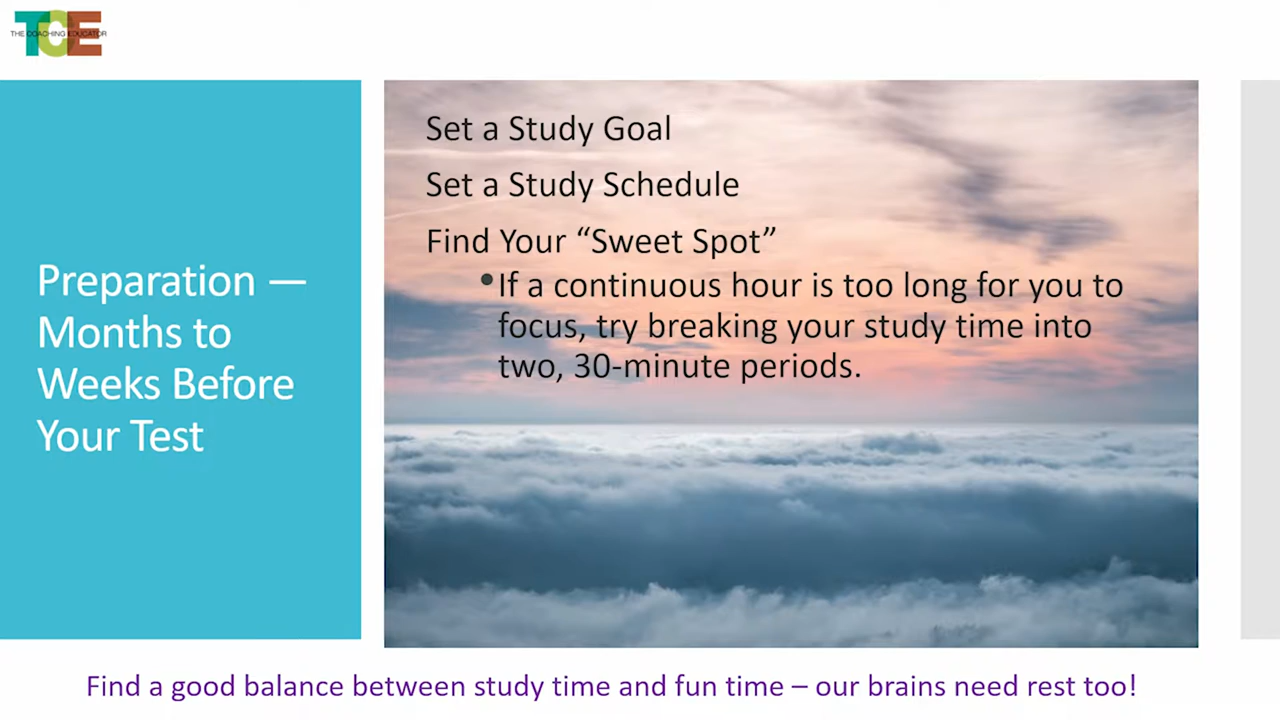 TCE
THE COACHING EDUCATOR
Preparation —
Months to
Weeks Before
Your Test
Set a Study Goal
Set a Study Schedule
Find Your “Sweet Spot”
•If a continuous hour is too long for you to
focus, try breaking your study time into
two, 30-minute periods.
Find a good balance between study time and fun time – our brains need rest too!